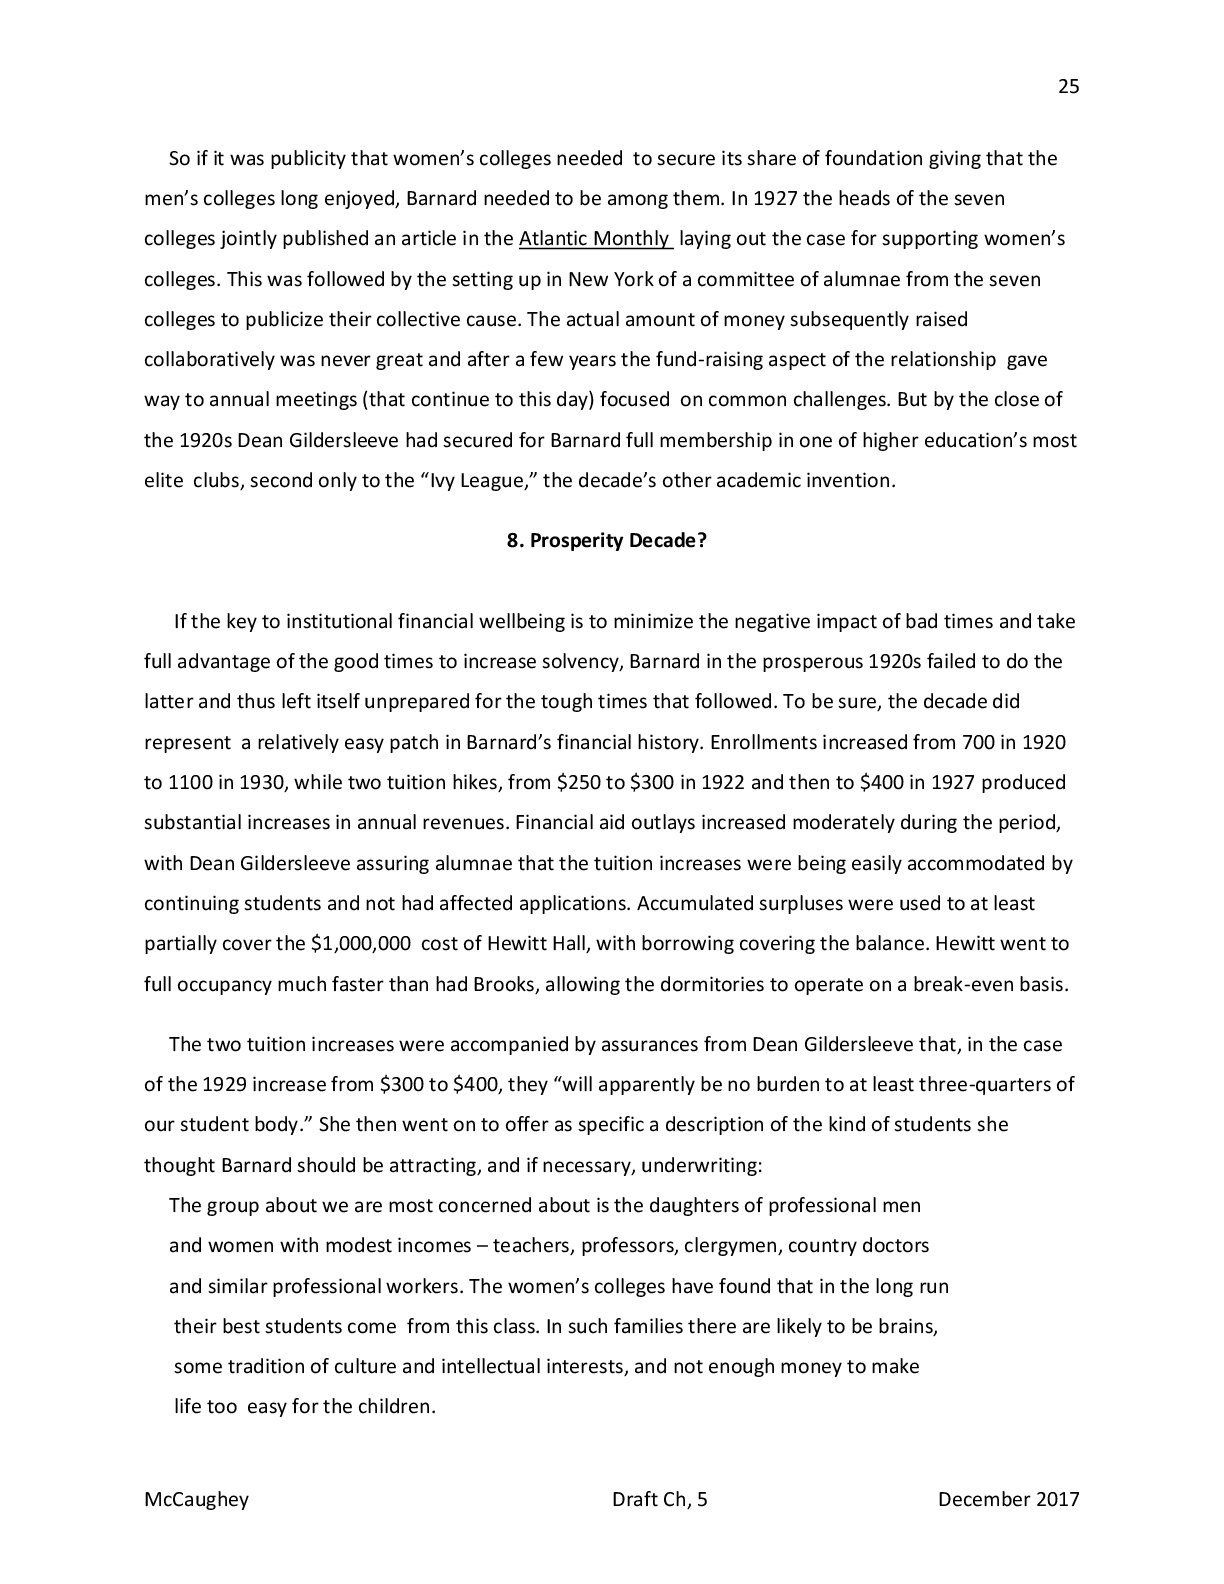 25
So if it was publicity that women’s colleges needed  to secure its share of foundation giving that the
men’s colleges long enjoyed, Barnard needed to be among them. In 1927 the heads of the seven
colleges jointly published an article in the Atlantic Monthly  laying out the case for supporting women’s
colleges. This was followed by the setting up in New York of a committee of alumnae from the seven
colleges to publicize their collective cause. The actual amount of money subsequently raised
collaboratively was never great and after a few years the fund-raising aspect of the relationship  gave
way to annual meetings (that continue to this day) focused  on common challenges. But by the close of
the 1920s Dean Gildersleeve had secured for Barnard full membership in one of higher education’s most
elite  clubs, second only to the “Ivy League,” the decade’s other academic invention.
8. Prosperity Decade?
If the key to institutional financial wellbeing is to minimize the negative impact of bad times and take
full advantage of the good times to increase solvency, Barnard in the prosperous 1920s failed to do the
latter and thus left itself unprepared for the tough times that followed. To be sure, the decade did
represent  a relatively easy patch in Barnard’s financial history. Enrollments increased from 700 in 1920
to 1100 in 1930, while two tuition hikes, from $250 to $300 in 1922 and then to $400 in 1927 produced
substantial increases in annual revenues. Financial aid outlays increased moderately during the period,
with Dean Gildersleeve assuring alumnae that the tuition increases were being easily accommodated by
continuing students and not had affected applications. Accumulated surpluses were used to at least
partially cover the $1,000,000  cost of Hewitt Hall, with borrowing covering the balance. Hewitt went to
full occupancy much faster than had Brooks, allowing the dormitories to operate on a break-even basis.
The two tuition increases were accompanied by assurances from Dean Gildersleeve that, in the case
of the 1929 increase from $300 to $400, they “will apparently be no burden to at least three-quarters of
our student body.” She then went on to offer as specific a description of the kind of students she
thought Barnard should be attracting, and if necessary, underwriting:
The group about we are most concerned about is the daughters of professional men
and women with modest incomes – teachers, professors, clergymen, country doctors
and similar professional workers. The women’s colleges have found that in the long run
their best students come  from this class. In such families there are likely to be brains,
some tradition of culture and intellectual interests, and not enough money to make
life too  easy for the children.
McCaughey Draft Ch, 5 December 2017